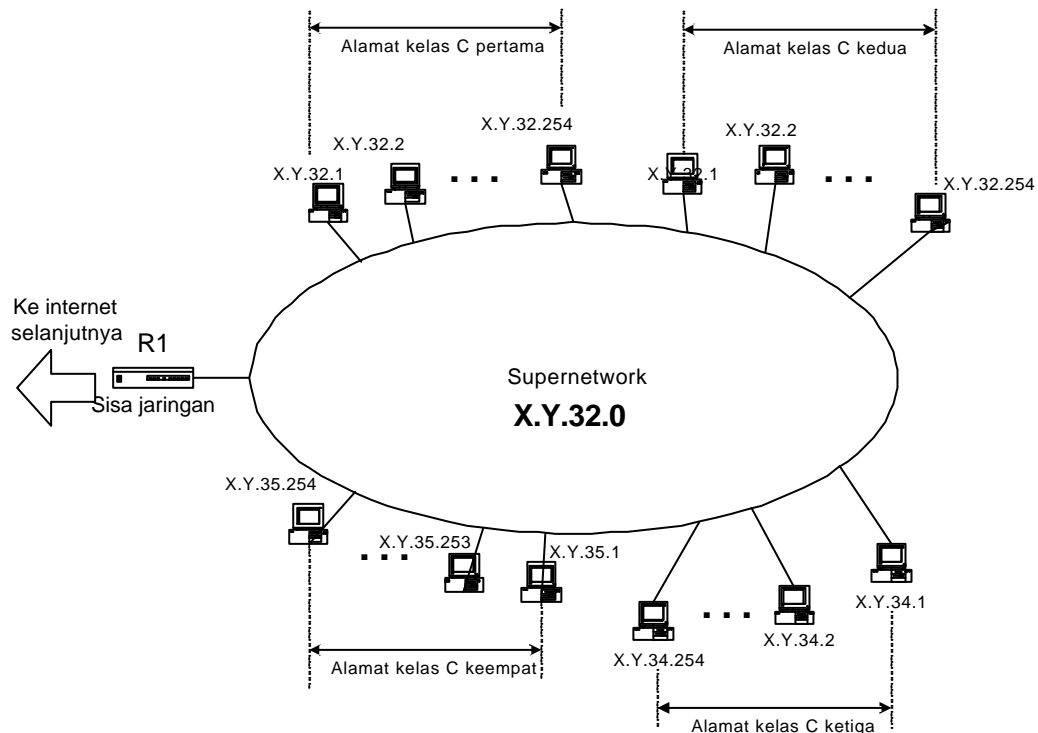 Alamat kelas C pertama
Alamat kelas C kedua
X.Y.32.1
X.Y.32.2
X.Y.32.254
X.Y.32.1
X.Y.32.2
X.Y.32.254
Ke internet
selanjutnya
R1
Sisa jaringan
Supernetwork
X.Y.32.0
X.Y.35.254
X.Y.35.253
X.Y.35.1
X.Y.34.254
X.Y.34.2
X.Y.34.1
Alamat kelas C keempat
Alamat kelas C ketiga